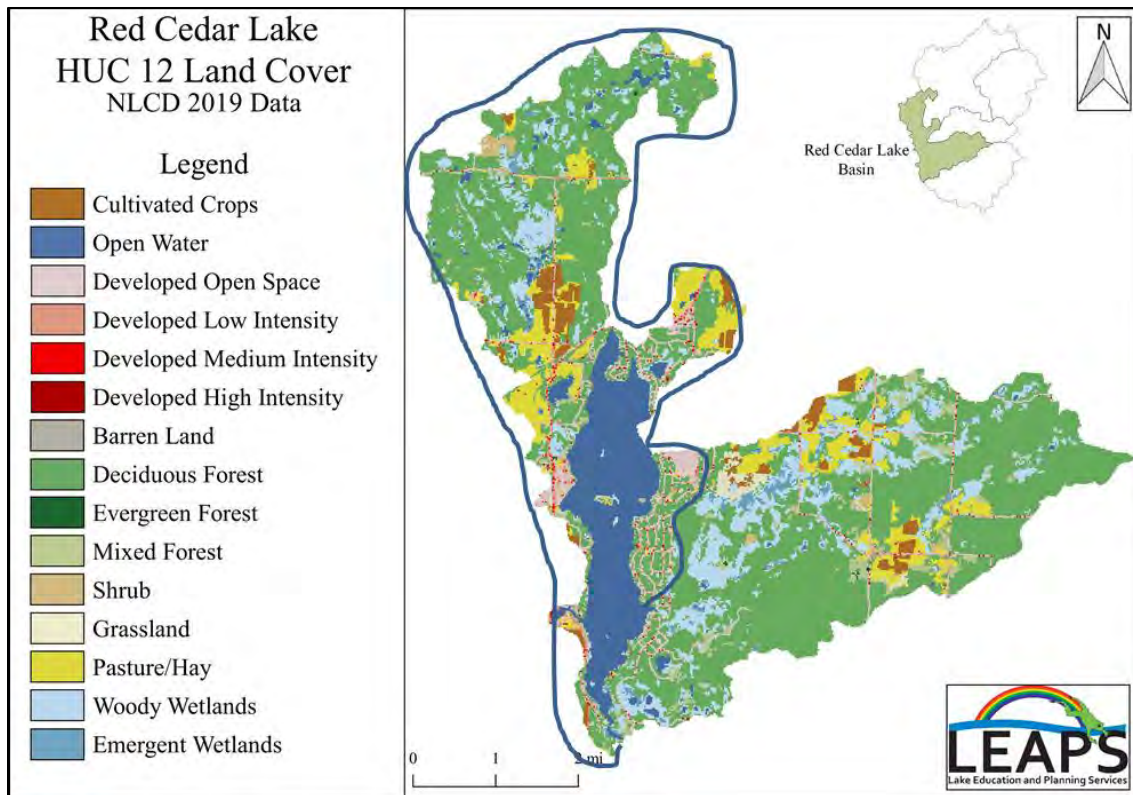 Red Cedar Lake
HUC 12 Land Cover
NLCD 2019 Data
Legend
Cultivated Crops
Open Water
Developed Open Space
Developed Low Intensity
Developed Medium Intensity
Developed High Intensity
Barren Land
Deciduous Forest
Evergreen Forest
Mixed Forest
Shrub
Grassland
Pasture/Hay
Woody Wetlands
Emergent Wetlands
N
Red Cedar Lake
Basin
0 1 2 mi
LEAPS
Lake Education and Planning Services